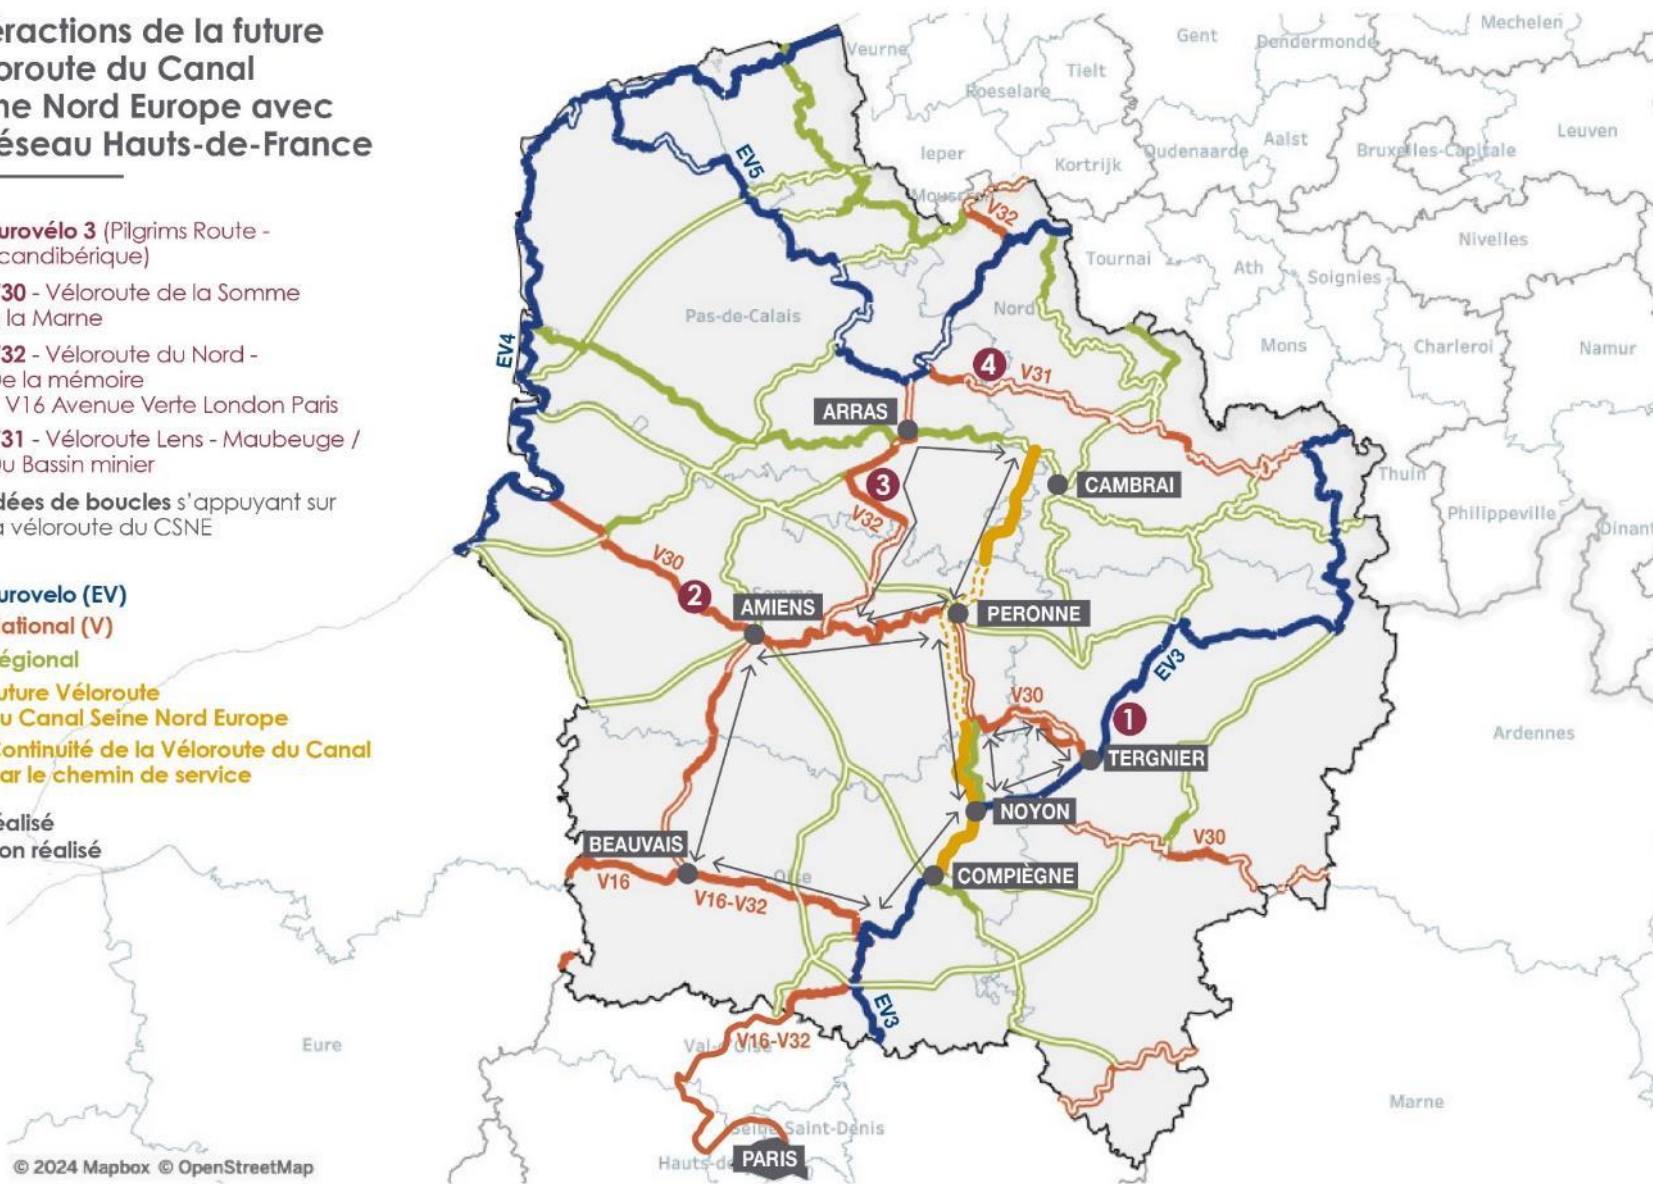 éractions de la future
oroute du Canal
ne Nord Europe avec
éseau Hauts-de-France
urovélo 3 (Pilgrims Route -
candibérique)
30 - Véloroute de la Somme
la Marne
32 - Véloroute du Nord -
e la mémoire
V16 Avenue Verte London Paris
31 - Véloroute Lens - Maubeuge /
u Bassin minier
dées de boucles s'appuyant sur
a véloroute du CSNE
urovelo (EV)
ational (V)
égional
uture Véloroute
u Canal Seine Nord Europe
ontinuité de la Véloroute du Canal
ar le chemin de service
éalisé
on réalisé
© 2024 Mapbox © OpenStreetMap
Veurne
Gent
Dendermonde
Mechelen
Tielt
Roeselare
Ieper
Kortrijk
Oudenaarde
Aalst
Bruxelles-Capitale
Leuven
Mouscron
EV5
V32
Tournai
Ath
Soignies
Nivelles
Pas-de-Calais
Nord
Mons
Charleroi
Namur
EV4
4
V31
ARRAS
3
V32
CAMBRAI
Thuin
Philippeville
Dinant
V30
2
AMIENS
Somme
PERONNE
EV3
V30
1
TERGNIER
Ardennes
NOYON
V30
BEAUVAIS
V16
V16-V32
Oise
COMPIÈGNE
EV3
Eure
Val-d'Oise
V16-V32
Marne
Seine-Saint-Denis
PARIS